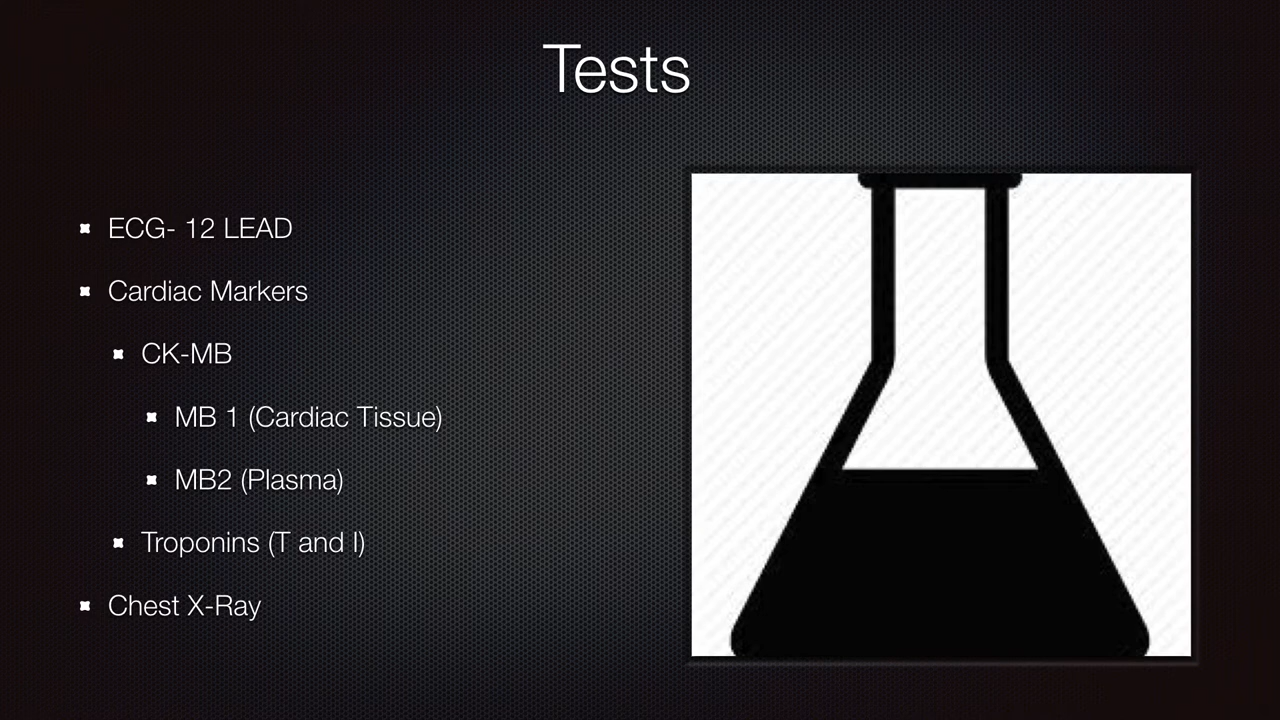 Tests
ECG- 12 LEAD
Cardiac Markers
CK-MB
MB 1 (Cardiac Tissue)
MB2 (Plasma)
Troponins (T and I)
Chest X-Ray